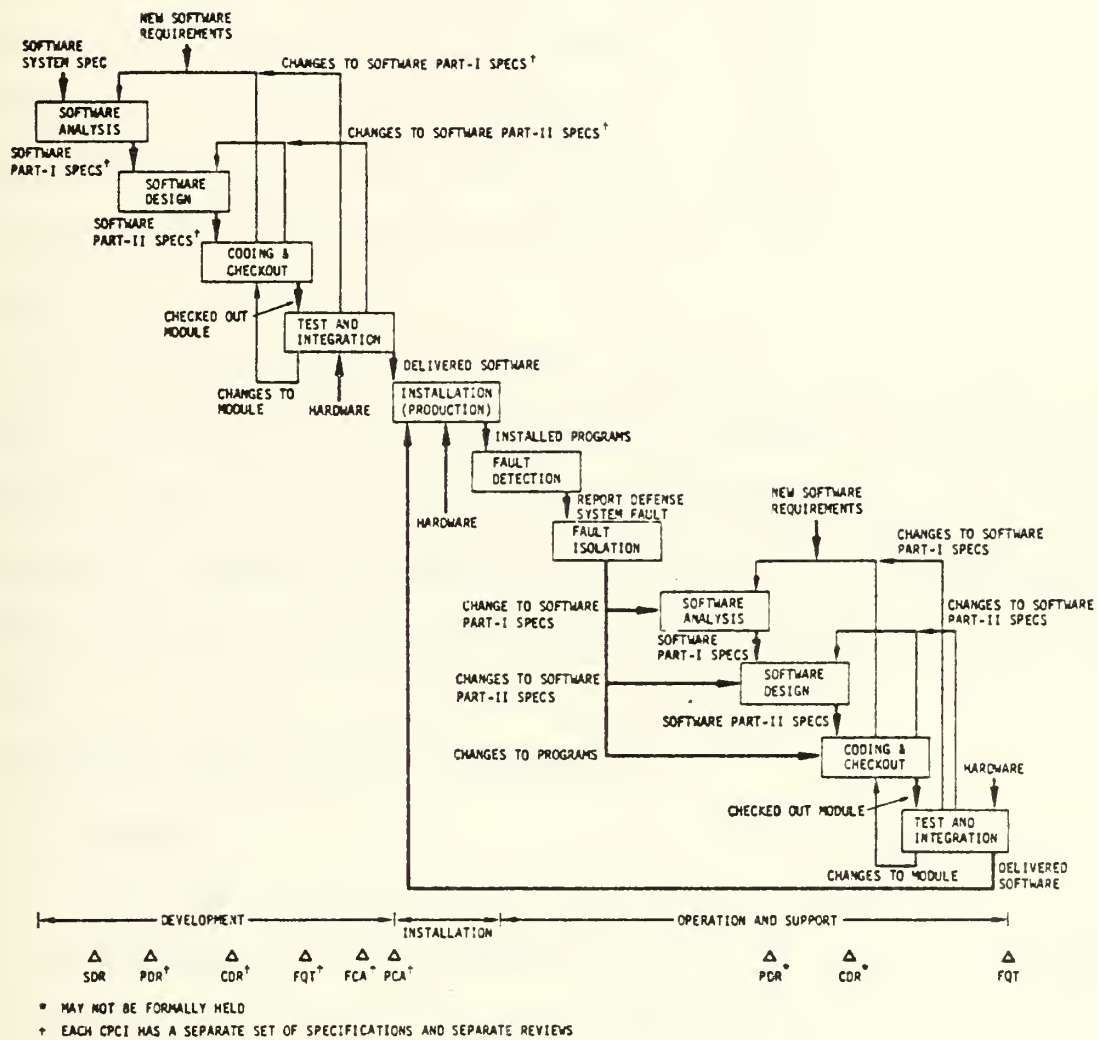 NEW SOFTWARE
REQUIREMENTS
SOFTWARE
SYSTEM SPEC
CHANGES TO SOFTWARE PART-I SPECS†
SOFTWARE
ANALYSIS
CHANGES TO SOFTWARE PART-II SPECS†
SOFTWARE
PART-I SPECS†
SOFTWARE
DESIGN
SOFTWARE
PART-II SPECS†
CODING &
CHECKOUT
CHECKED OUT
MODULE
TEST AND
INTEGRATION
DELIVERED SOFTWARE
CHANGES TO
MODULE
HARDWARE
INSTALLATION
(PRODUCTION)
INSTALLED PROGRAMS
FAULT
DETECTION
HARDWARE
REPORT DEFENSE
SYSTEM FAULT
FAULT
ISOLATION
NEW SOFTWARE
REQUIREMENTS
CHANGES TO SOFTWARE
PART-I SPECS
CHANGE TO SOFTWARE
PART-I SPECS
SOFTWARE
ANALYSIS
CHANGES TO SOFTWARE
PART-II SPECS
SOFTWARE
PART-I SPECS
CHANGES TO SOFTWARE
PART-II SPECS
SOFTWARE
DESIGN
SOFTWARE PART-II SPECS
CHANGES TO PROGRAMS
CODING &
CHECKOUT
HARDWARE
CHECKED OUT MODULE
TEST AND
INTEGRATION
CHANGES TO MODULE
DELIVERED
SOFTWARE
DEVELOPMENT
INSTALLATION
OPERATION AND SUPPORT
SDR PDR† CDR† FQT† FCA† PCA† PDR* CDR* FQT
* MAY NOT BE FORMALLY HELD
† EACH CPCI HAS A SEPARATE SET OF SPECIFICATIONS AND SEPARATE REVIEWS